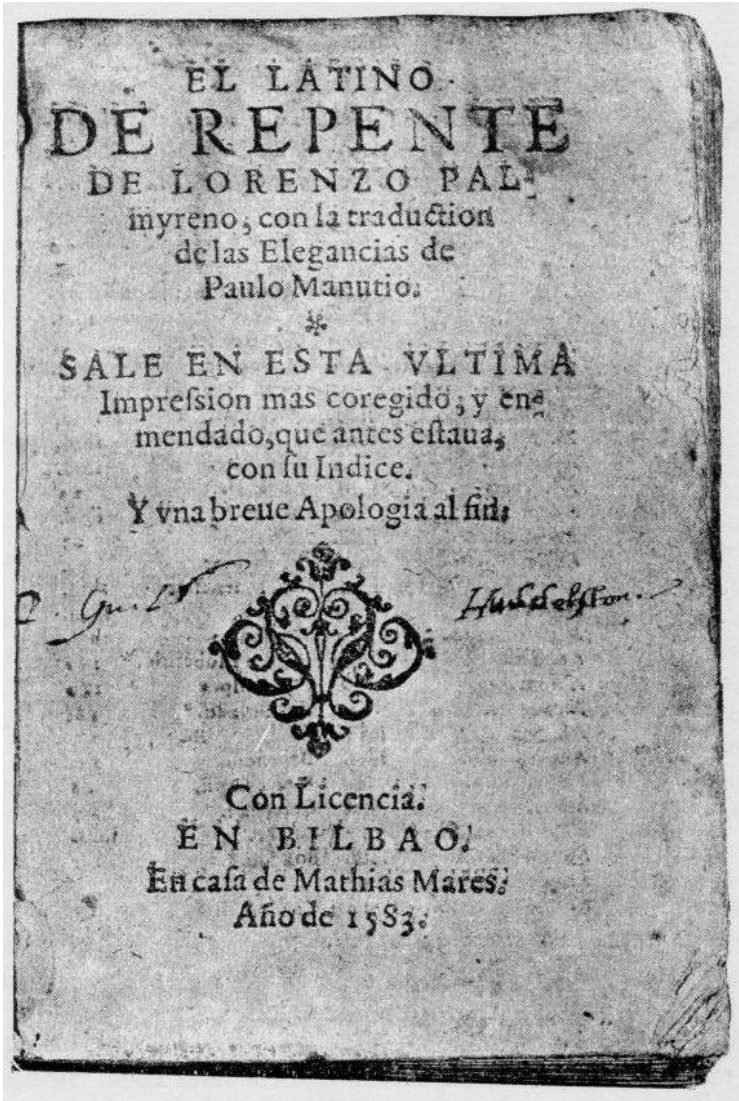 EL LATINO
DE REPENTE
DE LORENZO PAL-
myreno, con la traduction
de las Elegancias de
Paulo Manutio.
SALE EN ESTA VLTIMA
Impreſsion mas coregido, y en-
mendado, que antes eſtaua,
con ſu Indice.
Y vna breue Apologia al fin.
Con Licencia.
EN BILBAO.
En caſa de Mathias Mares.
Año de 1583.